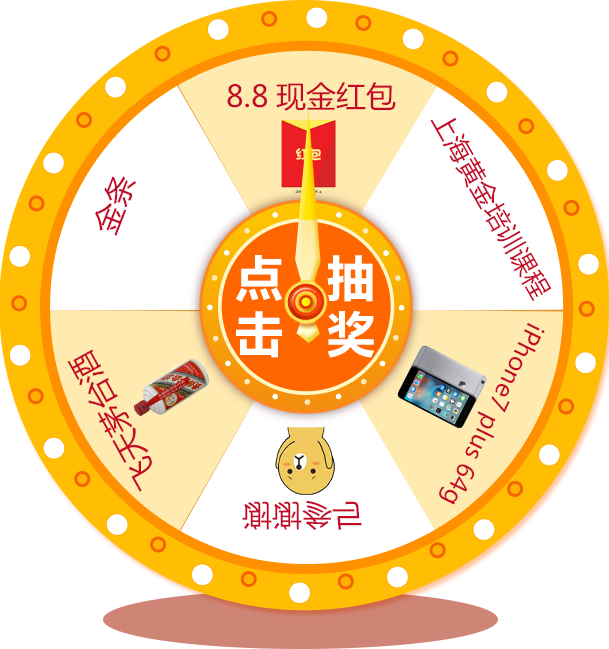 8.8 现金红包
红包
上海黄金培训课程
iPhone7 plus 64g
谢谢参与
飞天茅台酒
金条
点 抽
击 奖